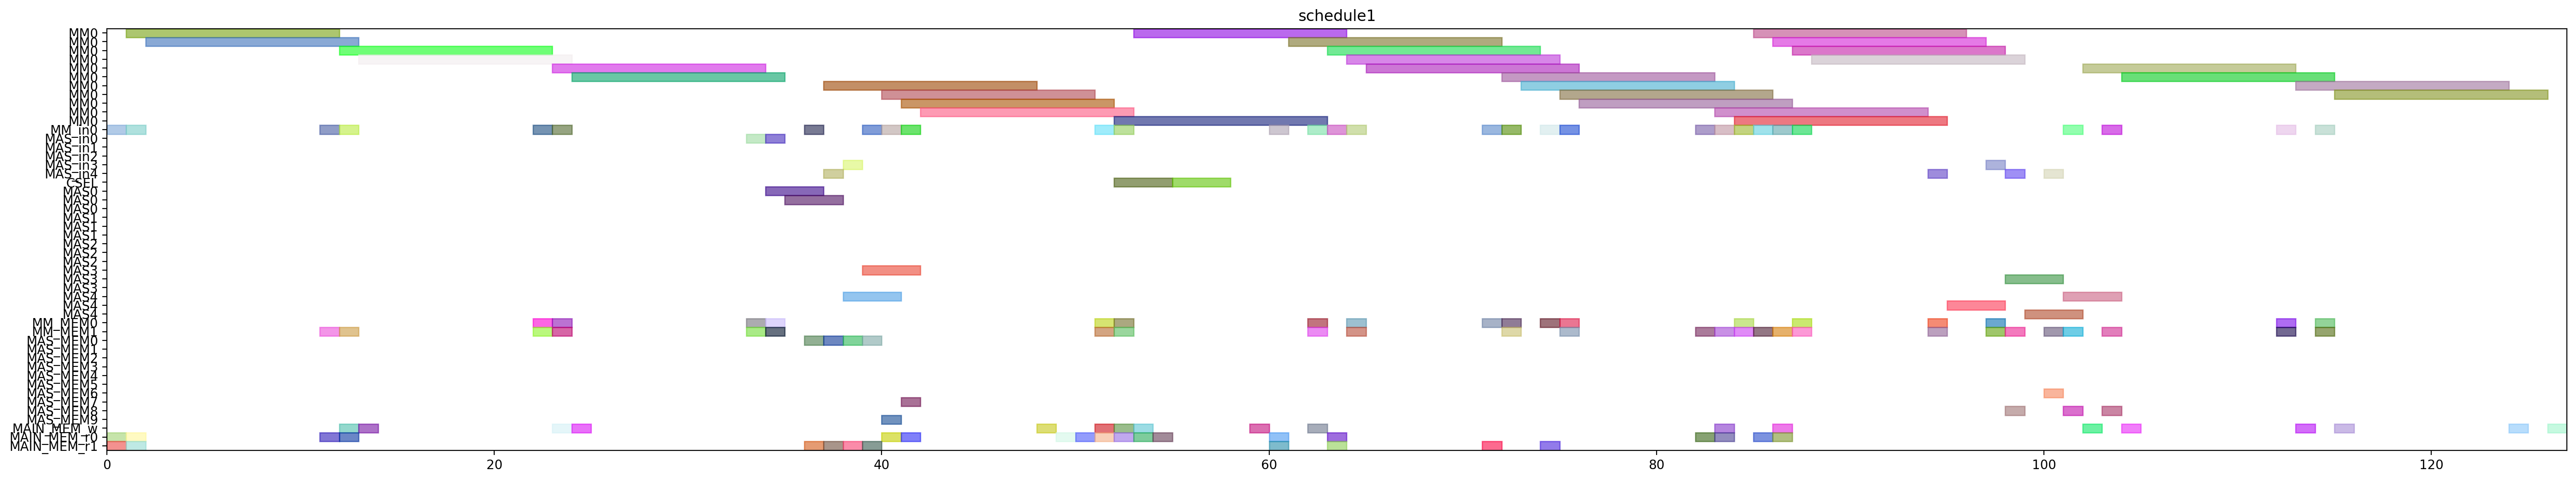 schedule1
MM0
MM0
MM0
MM0
MM0
MM0
MM0
MM0
MM0
MM0
MM0
MM_in0
MAS_in0
MAS_in1
MAS_in2
MAS_in3
MAS_in4
CSEL
MAS0
MAS0
MAS0
MAS1
MAS1
MAS1
MAS2
MAS2
MAS2
MAS3
MAS3
MAS3
MAS4
MAS4
MAS4
MM_MEM0
MM_MEM1
MAS_MEM0
MAS_MEM1
MAS_MEM2
MAS_MEM3
MAS_MEM4
MAS_MEM5
MAS_MEM6
MAS_MEM7
MAS_MEM8
MAS_MEM9
MAIN_MEM_w
MAIN_MEM_r0
MAIN_MEM_r1
0 20 40 60 80 100 120